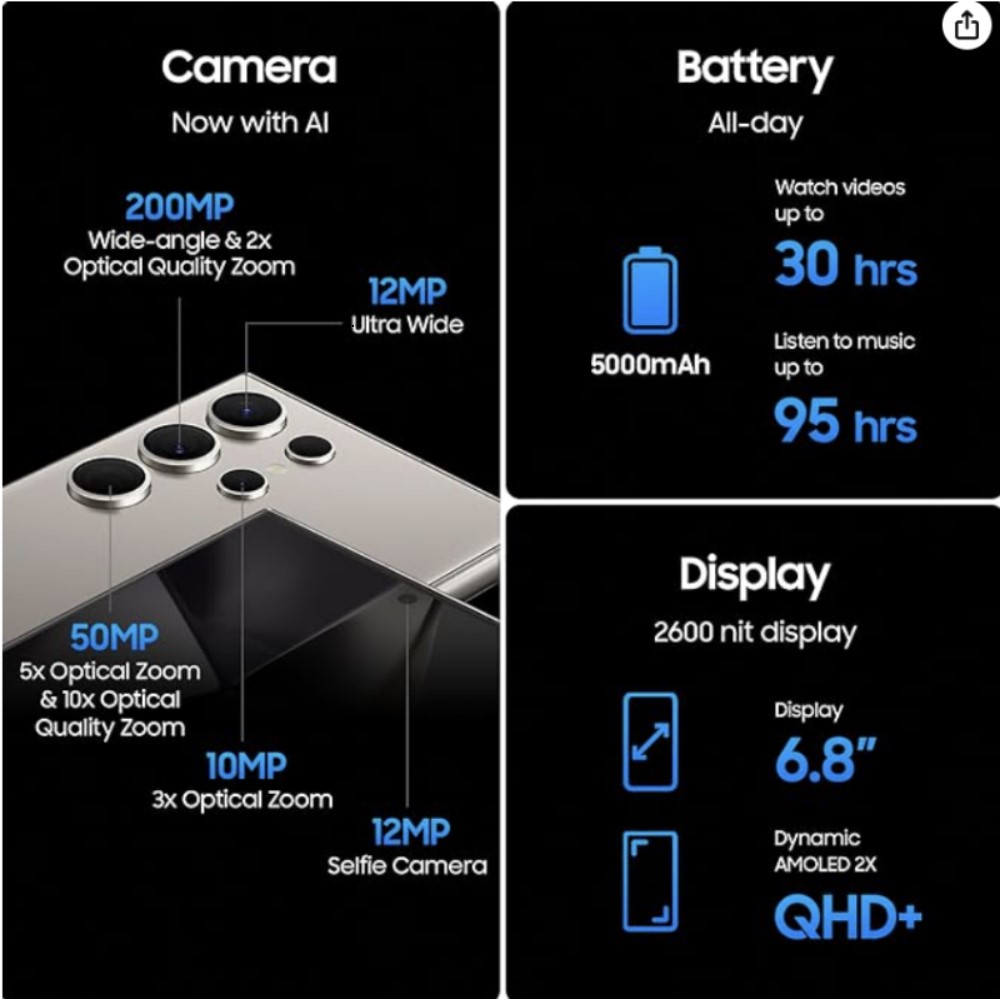 Camera
Now with AI
200MP
Wide-angle & 2x
Optical Quality Zoom
12MP
Ultra Wide
50MP
5x Optical Zoom
& 10x Optical
Quality Zoom
10MP
3x Optical Zoom
12MP
Selfie Camera
Battery
All-day
5000mAh
Watch videos
up to
30 hrs
Listen to music
up to
95 hrs
Display
2600 nit display
Display
6.8”
Dynamic
AMOLED 2X
QHD+